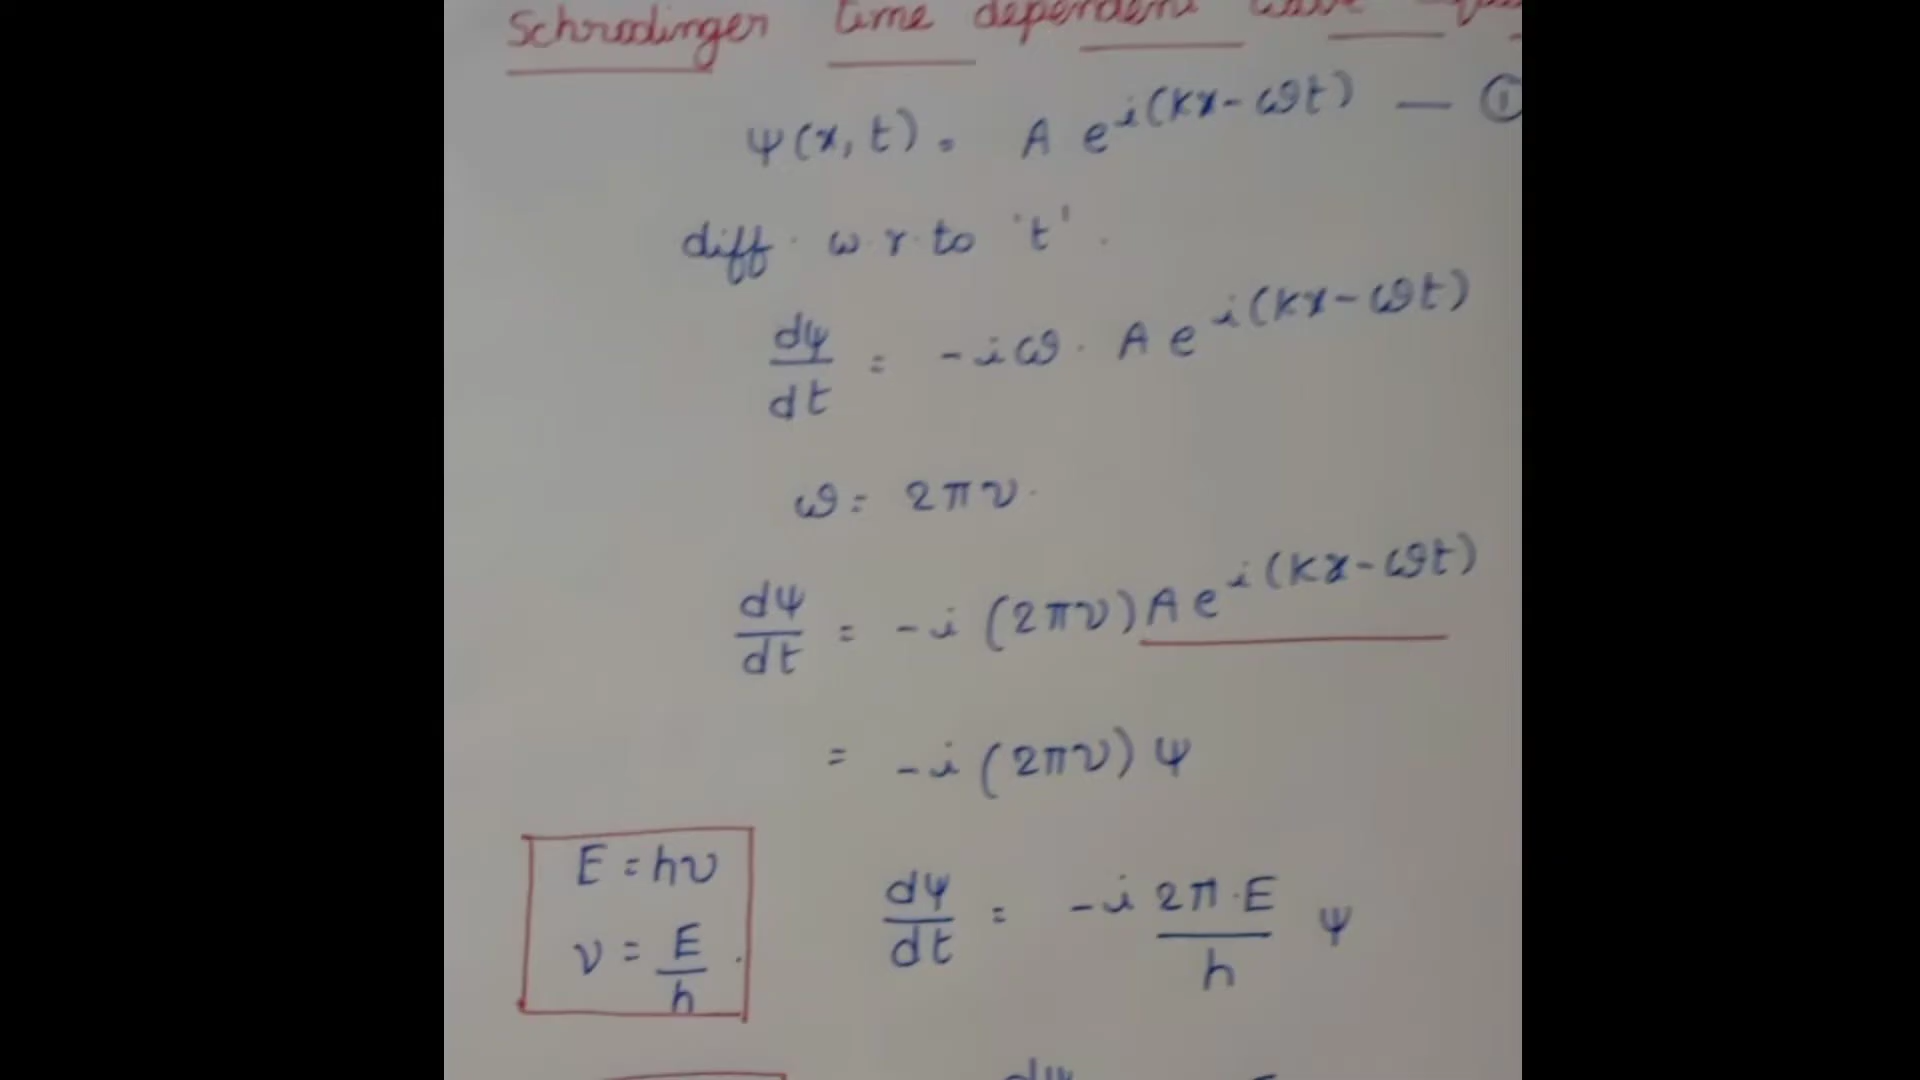 Schrodinger time dependent wave
ψ(x, t) = A e^{i(kx-ωt)} — ①
diff. w.r.to 't'.
dψ/dt = -iω. A e^{i(kx-ωt)}
ω = 2πν.
dψ/dt = -i (2πν) A e^{i(kx-ωt)}
= -i (2πν) ψ
E = hν
ν = E/h.
dψ/dt = -i 2π.E/h ψ